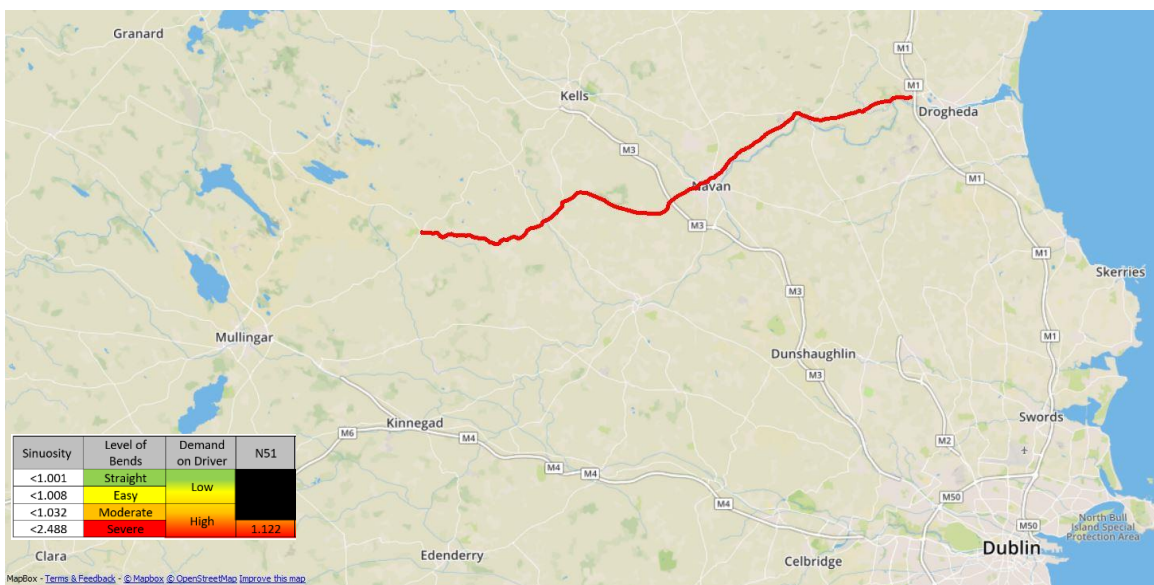 Granard
M1
Kells
M1
Drogheda
M3
Navan
M1
M3
M1
Skerries
M3
Mullingar
M1
Dunshaughlin
M3
Swords
Kinnegad
M6
M4
M2
M4
M4
M4
M50
M50
North Bull
Island Special
Protection Area
Dublin
Celbridge
Edenderry
Clara
Sinuosity Level of Bends Demand on Driver N51
<1.001 Straight Low
<1.008 Easy
<1.032 Moderate High
<2.488 Severe 1.122
MapBox - Terms & Feedback - © Mapbox © OpenStreetMap Improve this map